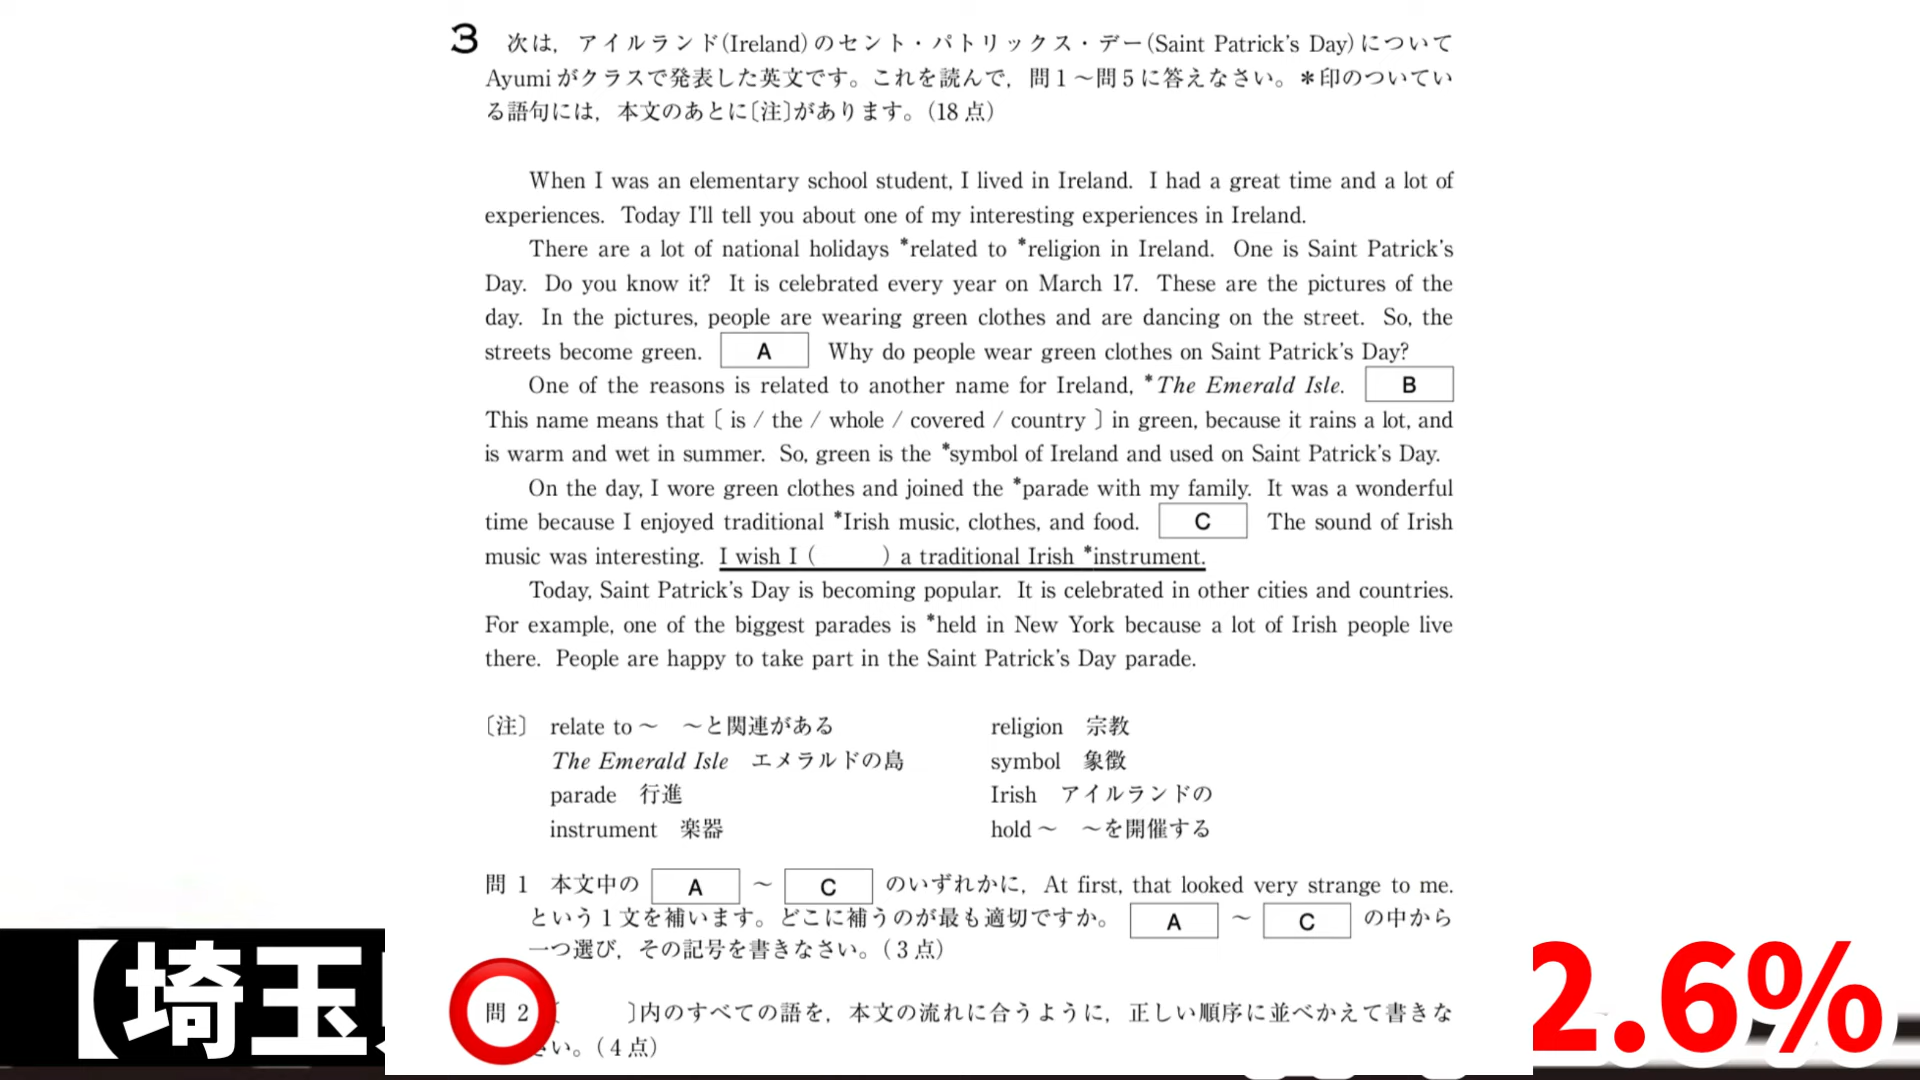 3 次は，アイルランド(Ireland)のセント・パトリックス・デー(Saint Patrick's Day)について
Ayumiがクラスで発表した英文です。これを読んで，問1～問5に答えなさい。＊印のついてい
る語句には，本文のあとに〔注〕があります。(18点)
When I was an elementary school student, I lived in Ireland. I had a great time and a lot of
experiences. Today I'll tell you about one of my interesting experiences in Ireland.
There are a lot of national holidays *related to *religion in Ireland. One is Saint Patrick's
Day. Do you know it? It is celebrated every year on March 17. These are the pictures of the
day. In the pictures, people are wearing green clothes and are dancing on the street. So, the
streets become green. A Why do people wear green clothes on Saint Patrick's Day?
One of the reasons is related to another name for Ireland, *The Emerald Isle. B
This name means that〔 is / the / whole / covered / country 〕in green, because it rains a lot, and
is warm and wet in summer. So, green is the *symbol of Ireland and used on Saint Patrick's Day.
On the day, I wore green clothes and joined the *parade with my family. It was a wonderful
time because I enjoyed traditional *Irish music, clothes, and food. C The sound of Irish
music was interesting. I wish I ( ) a traditional Irish *instrument.
Today, Saint Patrick's Day is becoming popular. It is celebrated in other cities and countries.
For example, one of the biggest parades is *held in New York because a lot of Irish people live
there. People are happy to take part in the Saint Patrick's Day parade.
〔注〕 relate to～ ～と関連がある religion 宗教
The Emerald Isle エメラルドの島 symbol 象徴
parade 行進 Irish アイルランドの
instrument 楽器 hold～ ～を開催する
問1 本文中の A ～ C のいずれかに，At first, that looked very strange to me.
という1文を補います。どこに補うのが最も適切ですか。 A ～ C の中から
一つ選び，その記号を書きなさい。(3点)
問2 〔 〕内のすべての語を，本文の流れに合うように，正しい順序に並べかえて書きな
い。(4点)
【埼玉
2.6%